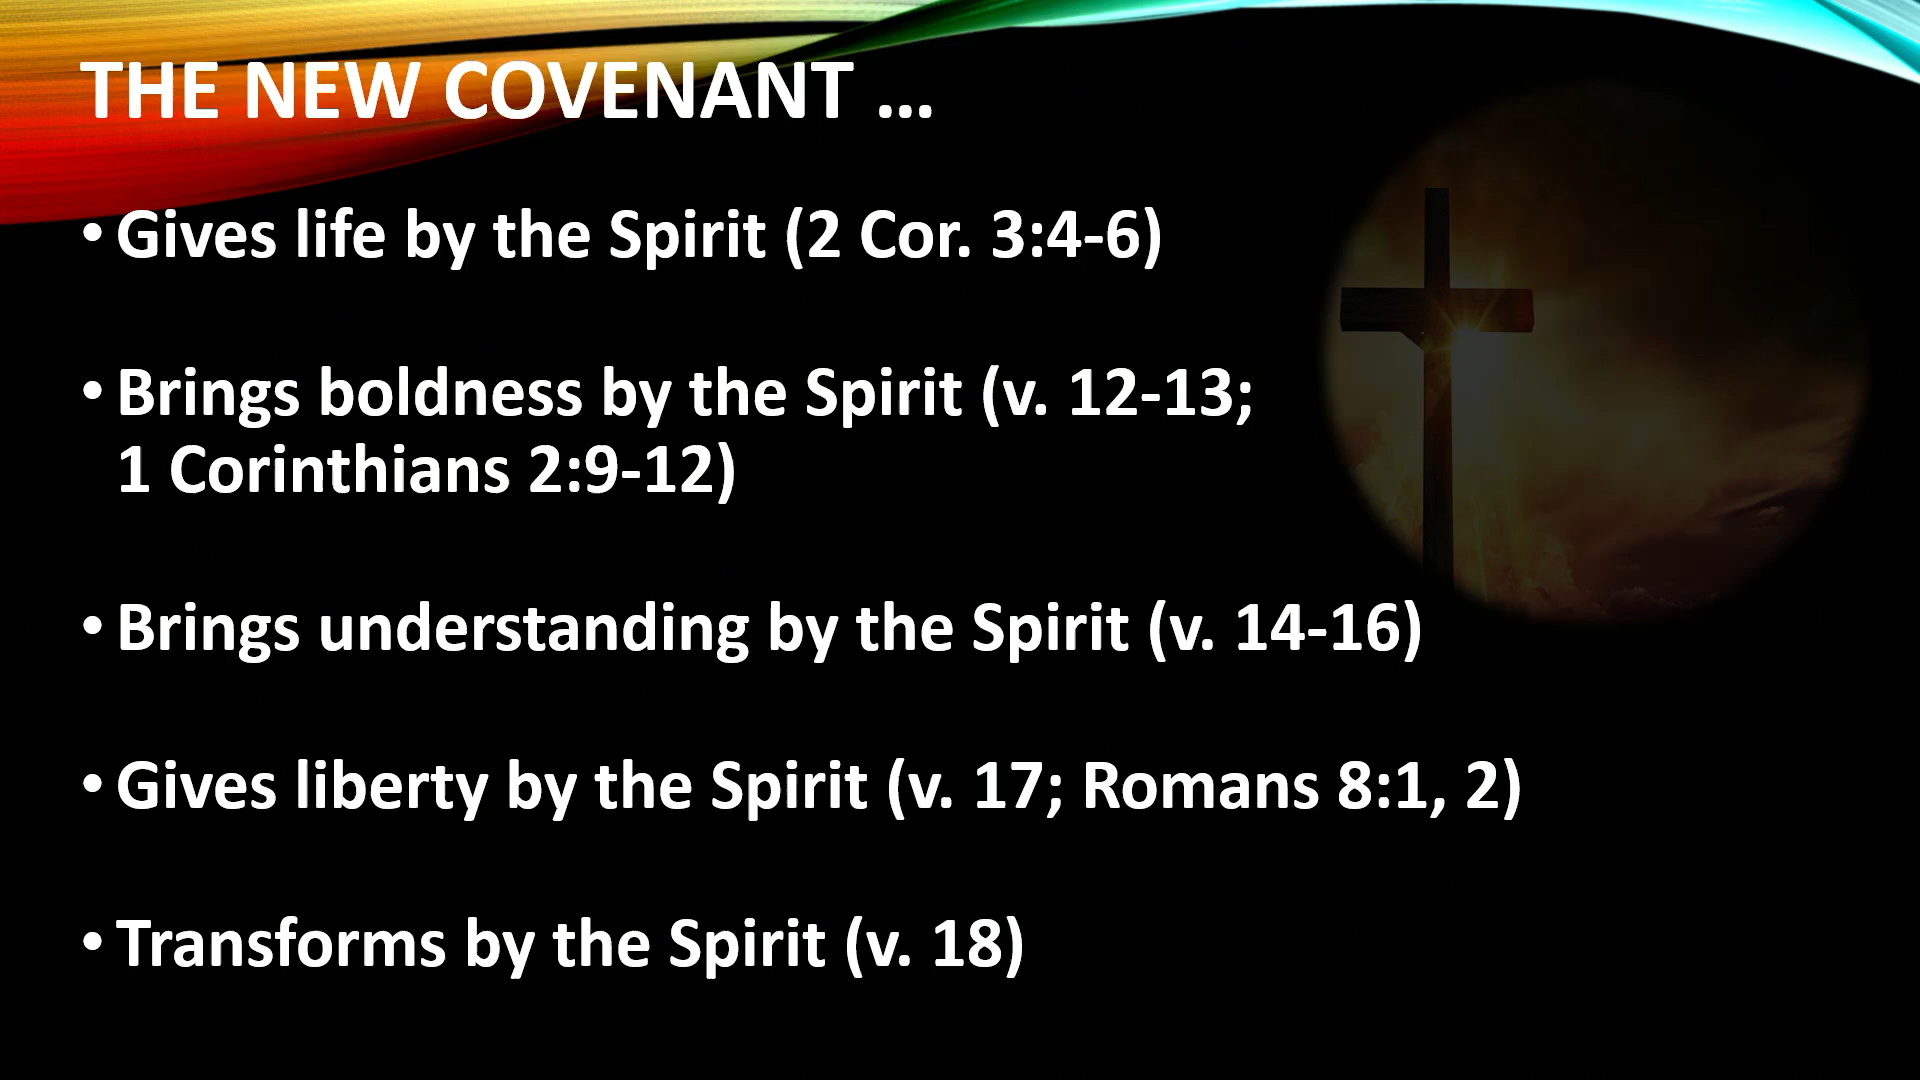 THE NEW COVENANT …
• Gives life by the Spirit (2 Cor. 3:4-6)
• Brings boldness by the Spirit (v. 12-13;
1 Corinthians 2:9-12)
• Brings understanding by the Spirit (v. 14-16)
• Gives liberty by the Spirit (v. 17; Romans 8:1, 2)
• Transforms by the Spirit (v. 18)